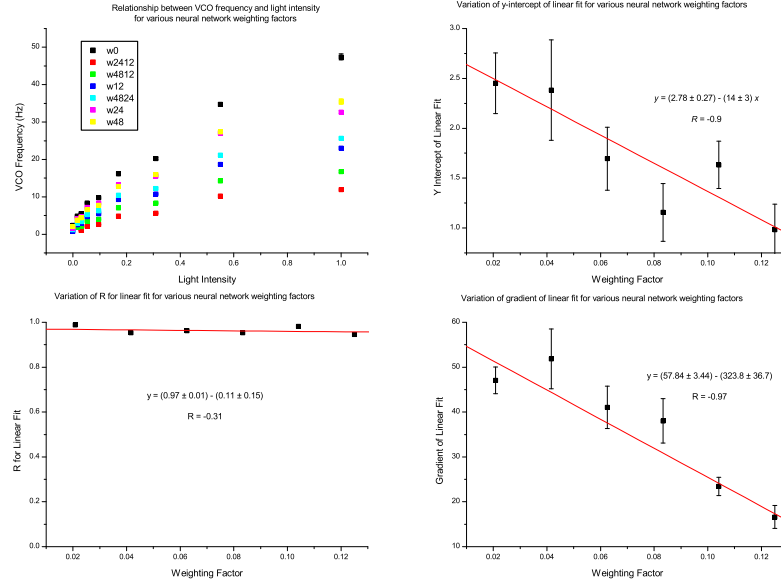 Relationship between VCO frequency and light intensity
for various neural network weighting factors
50
40
30
20
10
0
VCO Frequency (Hz)
w0
w2412
w4812
w12
w4824
w24
w48
0.0
0.2
0.4
0.6
0.8
1.0
Light Intensity
Variation of y-intercept of linear fit for various neural network weighting factors
3.0
2.5
2.0
1.5
1.0
Y Intercept of Linear Fit
y = (2.78 ± 0.27) - (14 ± 3) x
R = -0.9
0.02
0.04
0.06
0.08
0.10
0.12
Weighting Factor
Variation of R for linear fit for various neural network weighting factors
1.0
0.8
0.6
0.4
0.2
0.0
R for Linear Fit
y = (0.97 ± 0.01) - (0.11 ± 0.15)
R = -0.31
0.02
0.04
0.06
0.08
0.10
0.12
Weighting Factor
Variation of gradient of linear fit for various neural network weighting factors
60
50
40
30
20
10
Gradient of Linear Fit
y = (57.84 ± 3.44) - (323.8 ± 36.7)
R = -0.97
0.02
0.04
0.06
0.08
0.10
0.12
Weighting Factor